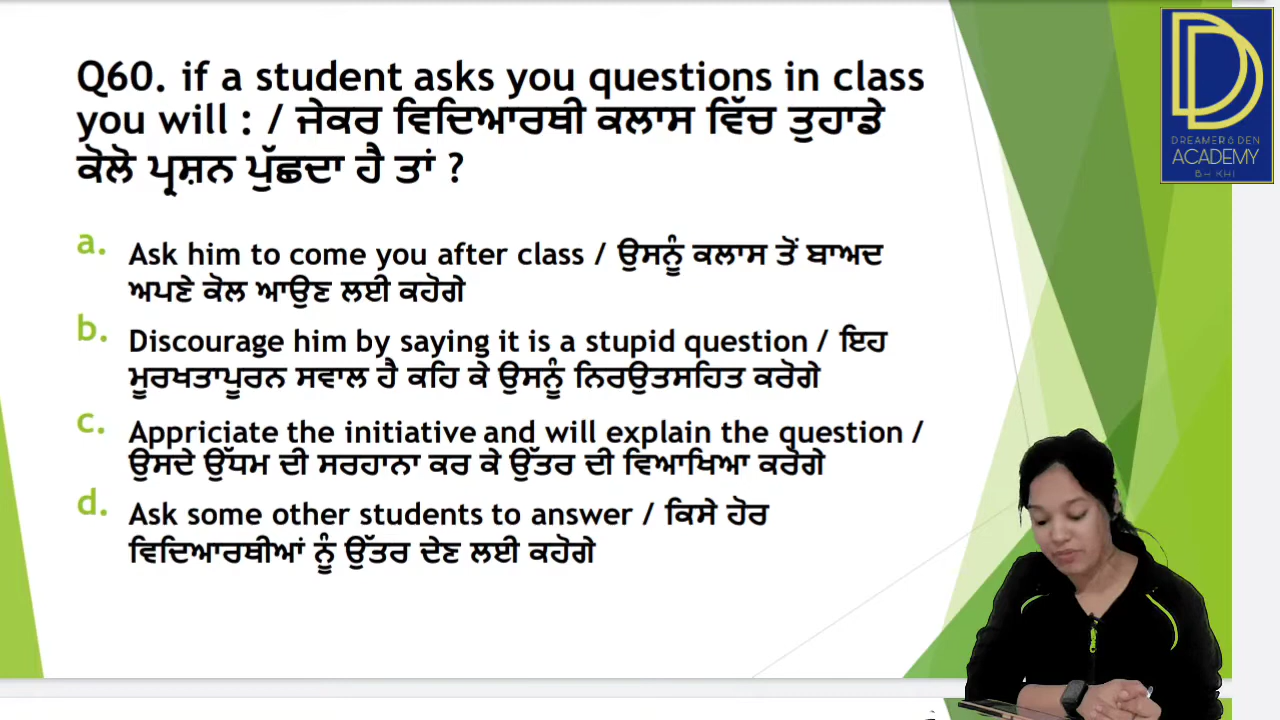 Q60. if a student asks you questions in class
you will : / ਜੇਕਰ ਵਿਦਿਆਰਥੀ ਕਲਾਸ ਵਿੱਚ ਤੁਹਾਡੇ
ਕੋਲੋ ਪ੍ਰਸ਼ਨ ਪੁੱਛਦਾ ਹੈ ਤਾਂ ?
a. Ask him to come you after class / ਉਸਨੂੰ ਕਲਾਸ ਤੋਂ ਬਾਅਦ
ਅਪਣੇ ਕੋਲ ਆਉਣ ਲਈ ਕਹੋਗੇ
b. Discourage him by saying it is a stupid question / ਇਹ
ਮੂਰਖਤਾਪੂਰਨ ਸਵਾਲ ਹੈ ਕਹਿ ਕੇ ਉਸਨੂੰ ਨਿਰਉਤਸਹਿਤ ਕਰੋਗੇ
c. Appriciate the initiative and will explain the question /
ਉਸਦੇ ਉੱਧਮ ਦੀ ਸਰਹਾਨਾ ਕਰ ਕੇ ਉੱਤਰ ਦੀ ਵਿਆਖਿਆ ਕਰੋਗੇ
d. Ask some other students to answer / ਕਿਸੇ ਹੋਰ
ਵਿਦਿਆਰਥੀਆਂ ਨੂੰ ਉੱਤਰ ਦੇਣ ਲਈ ਕਹੋਗੇ
DD
ACADEMY